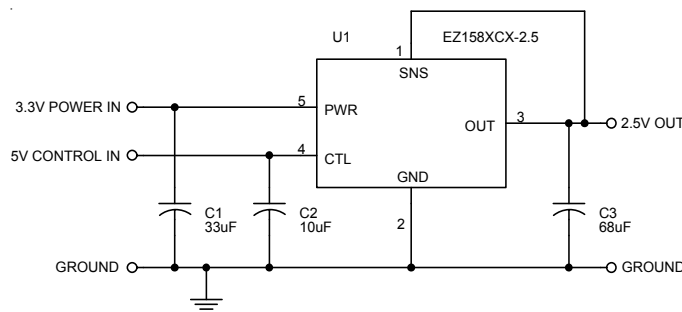 U1
EZ158XCX-2.5
1
SNS
3.3V POWER IN
5
PWR
OUT
3
2.5V OUT
5V CONTROL IN
4
CTL
GND
2
C1
33uF
C2
10uF
C3
68uF
GROUND
GROUND